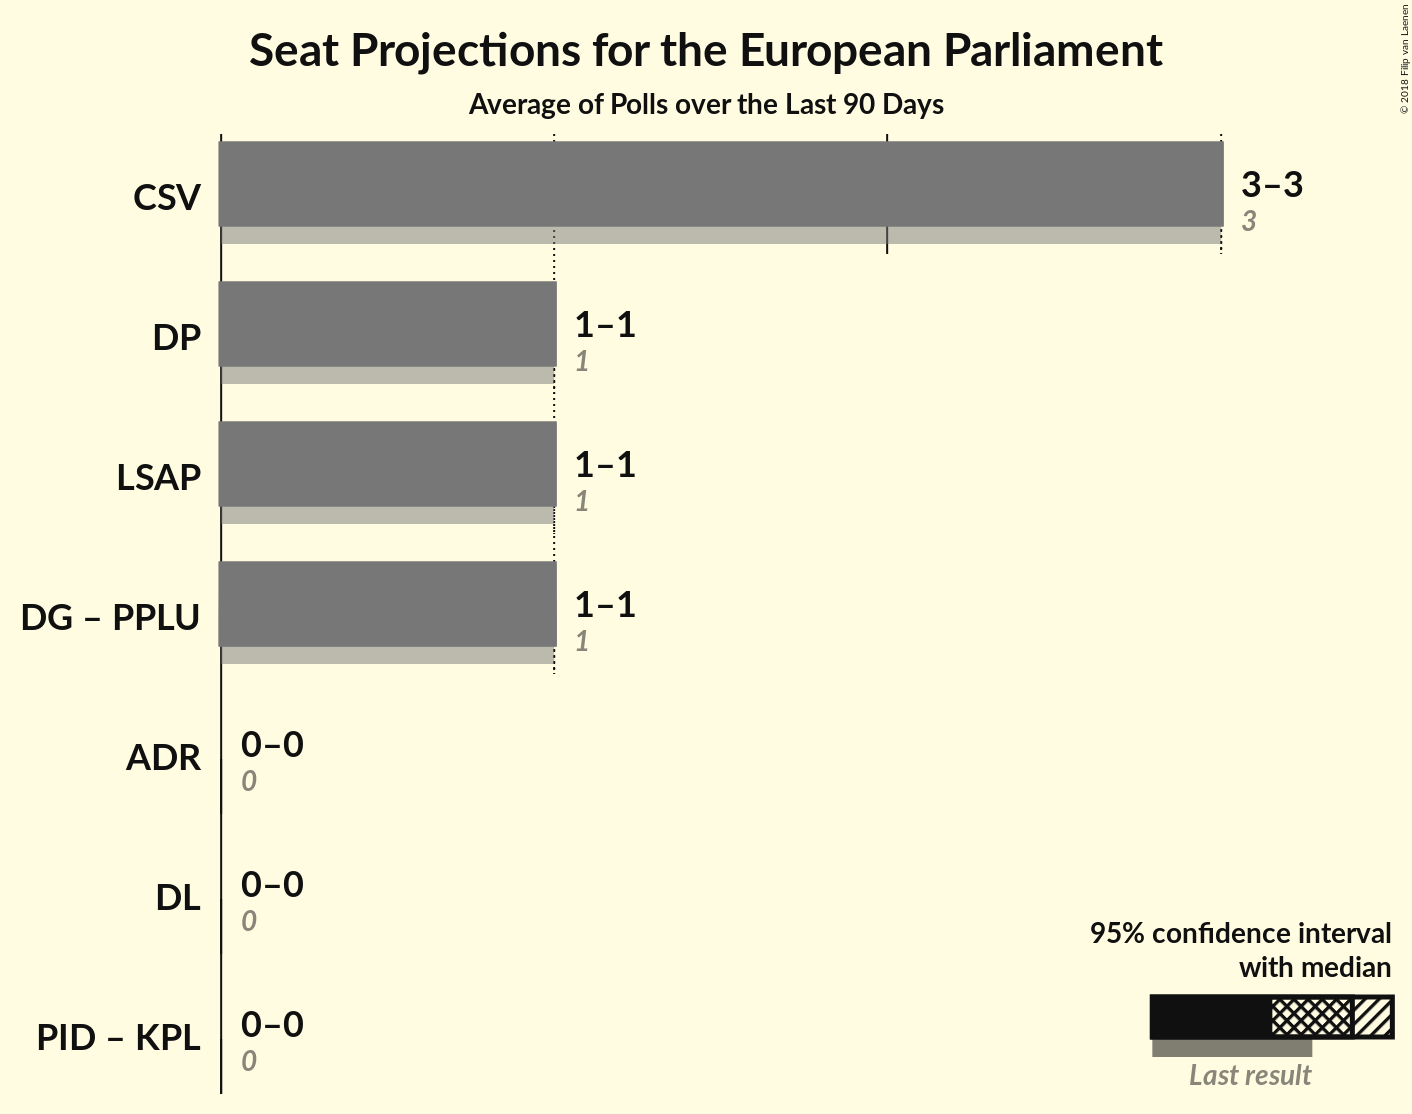 Seat Projections for the European Parliament
Average of Polls over the Last 90 Days
CSV
3–3
3
DP
1–1
1
LSAP
1–1
1
DG – PPLU
1–1
1
ADR
0–0
0
DL
0–0
0
PID – KPL
0–0
0
95% confidence interval
with median
Last result
© 2018 Filip van Laenen